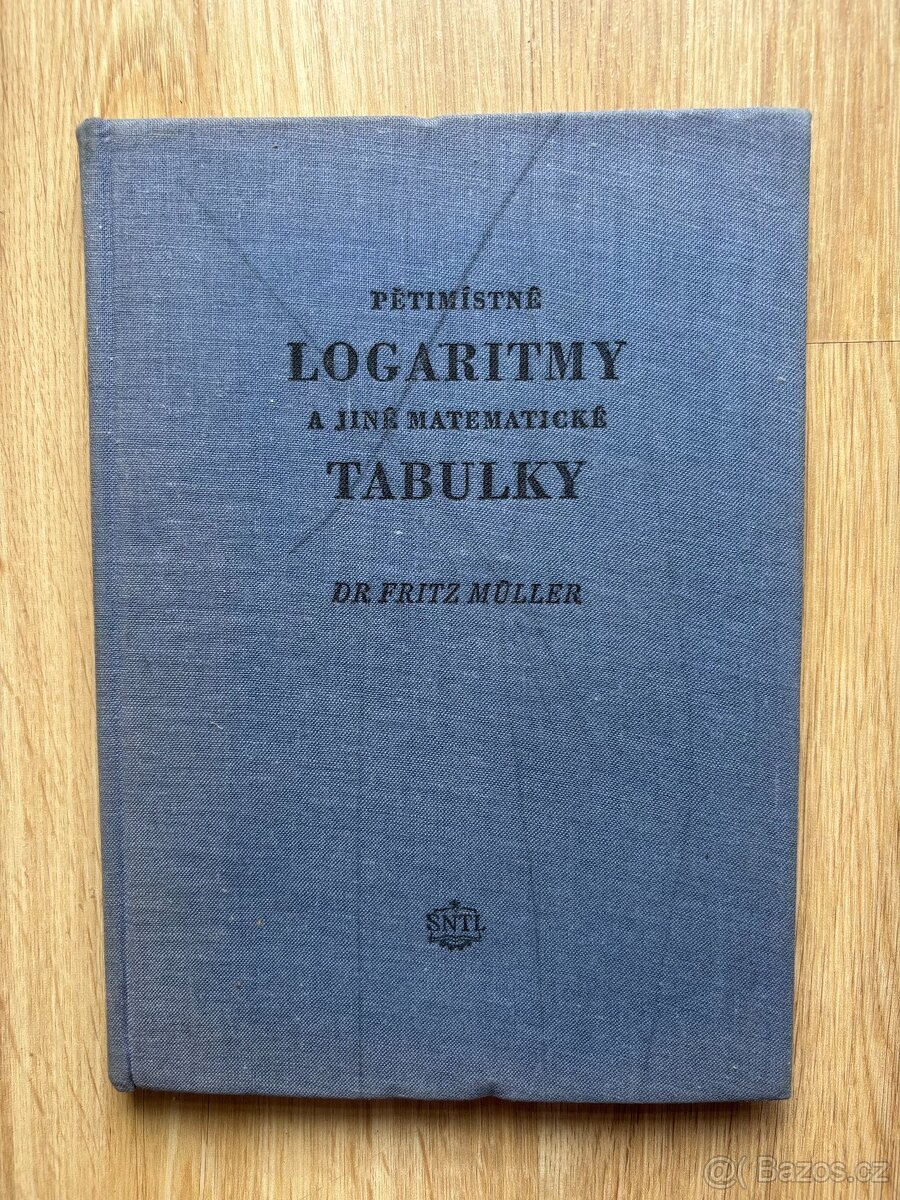 PĚTIMÍSTNÉ
LOGARITMY
A JINÉ MATEMATICKÉ
TABULKY
DR FRITZ MÜLLER
SNTL
@( Bazos.cz